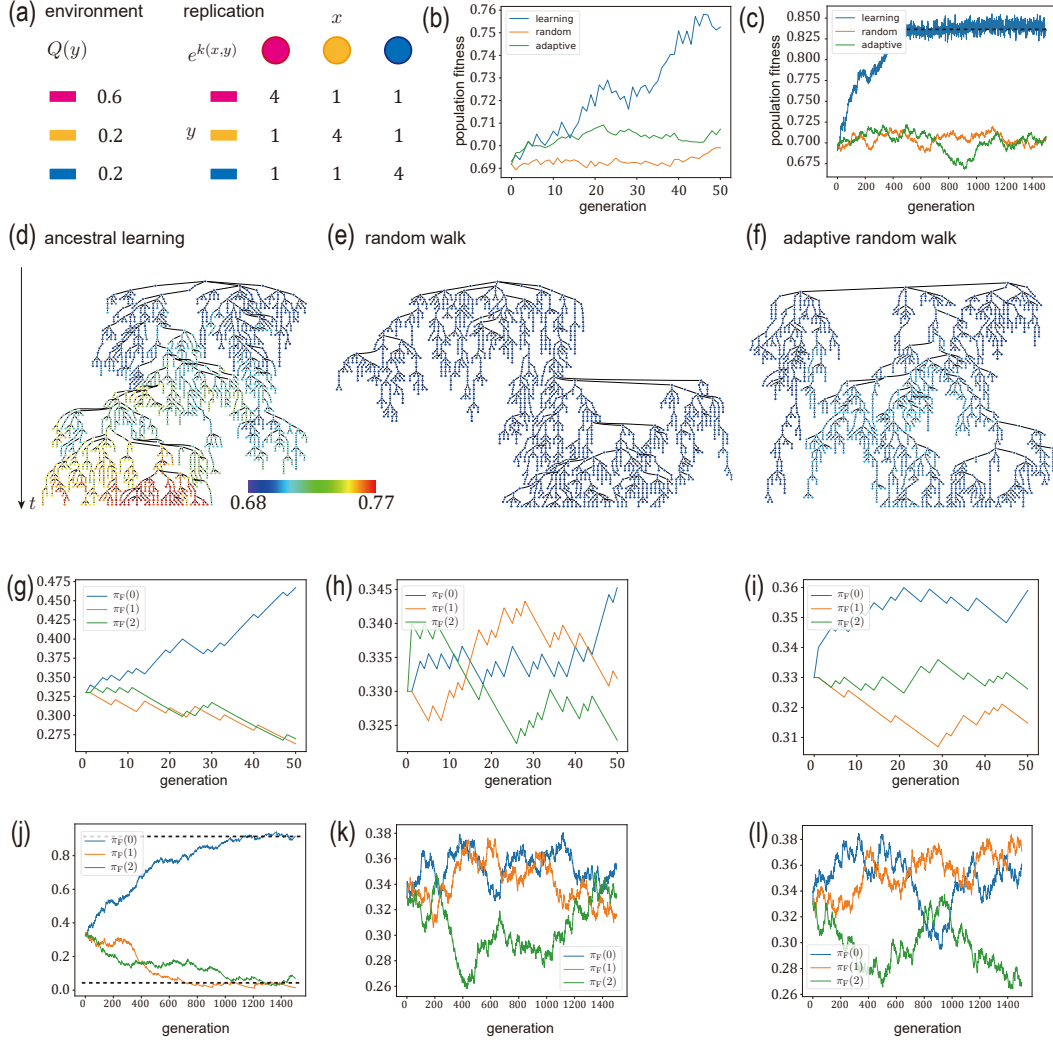 (a) environment replication x
Q(y) e^{k(x,y)}
0.6 4 1 1
0.2 y 1 4 1
0.2 1 1 4
(b)
population fitness
0.76
0.75
0.74
0.73
0.72
0.71
0.70
0.69
learning
random
adaptive
0 10 20 30 40 50
generation
(c)
population fitness
0.850
0.825
0.800
0.775
0.750
0.725
0.700
0.675
learning
random
adaptive
0 200 400 600 800 1000 1400
generation
(d) ancestral learning
t
0.68 0.77
(e) random walk
(f) adaptive random walk
(g)
0.475
0.450
0.425
0.400
0.375
0.350
0.325
0.300
0.275
π_F(0)
π_F(1)
π_F(2)
0 10 20 30 40 50
generation
(h)
0.345
0.340
0.335
0.330
0.325
π_F(0)
π_F(1)
π_F(2)
0 10 20 30 40 50
generation
(i)
0.36
0.35
0.34
0.33
0.32
0.31
π_F(0)
π_F(1)
π_F(2)
0 10 20 30 40 50
generation
(j)
0.8
0.6
0.4
0.2
0.0
π_F(0)
π_F(1)
π_F(2)
200 400 600 800 1000 1400
generation
(k)
0.38
0.36
0.34
0.32
0.30
0.28
0.26
π_F(0)
π_F(1)
π_F(2)
0 200 400 600 800 1000 1400
generation
(l)
0.38
0.36
0.34
0.32
0.30
0.28
0.26
π_F(0)
π_F(1)
π_F(2)
0 200 400 600 800 1000 1400
generation